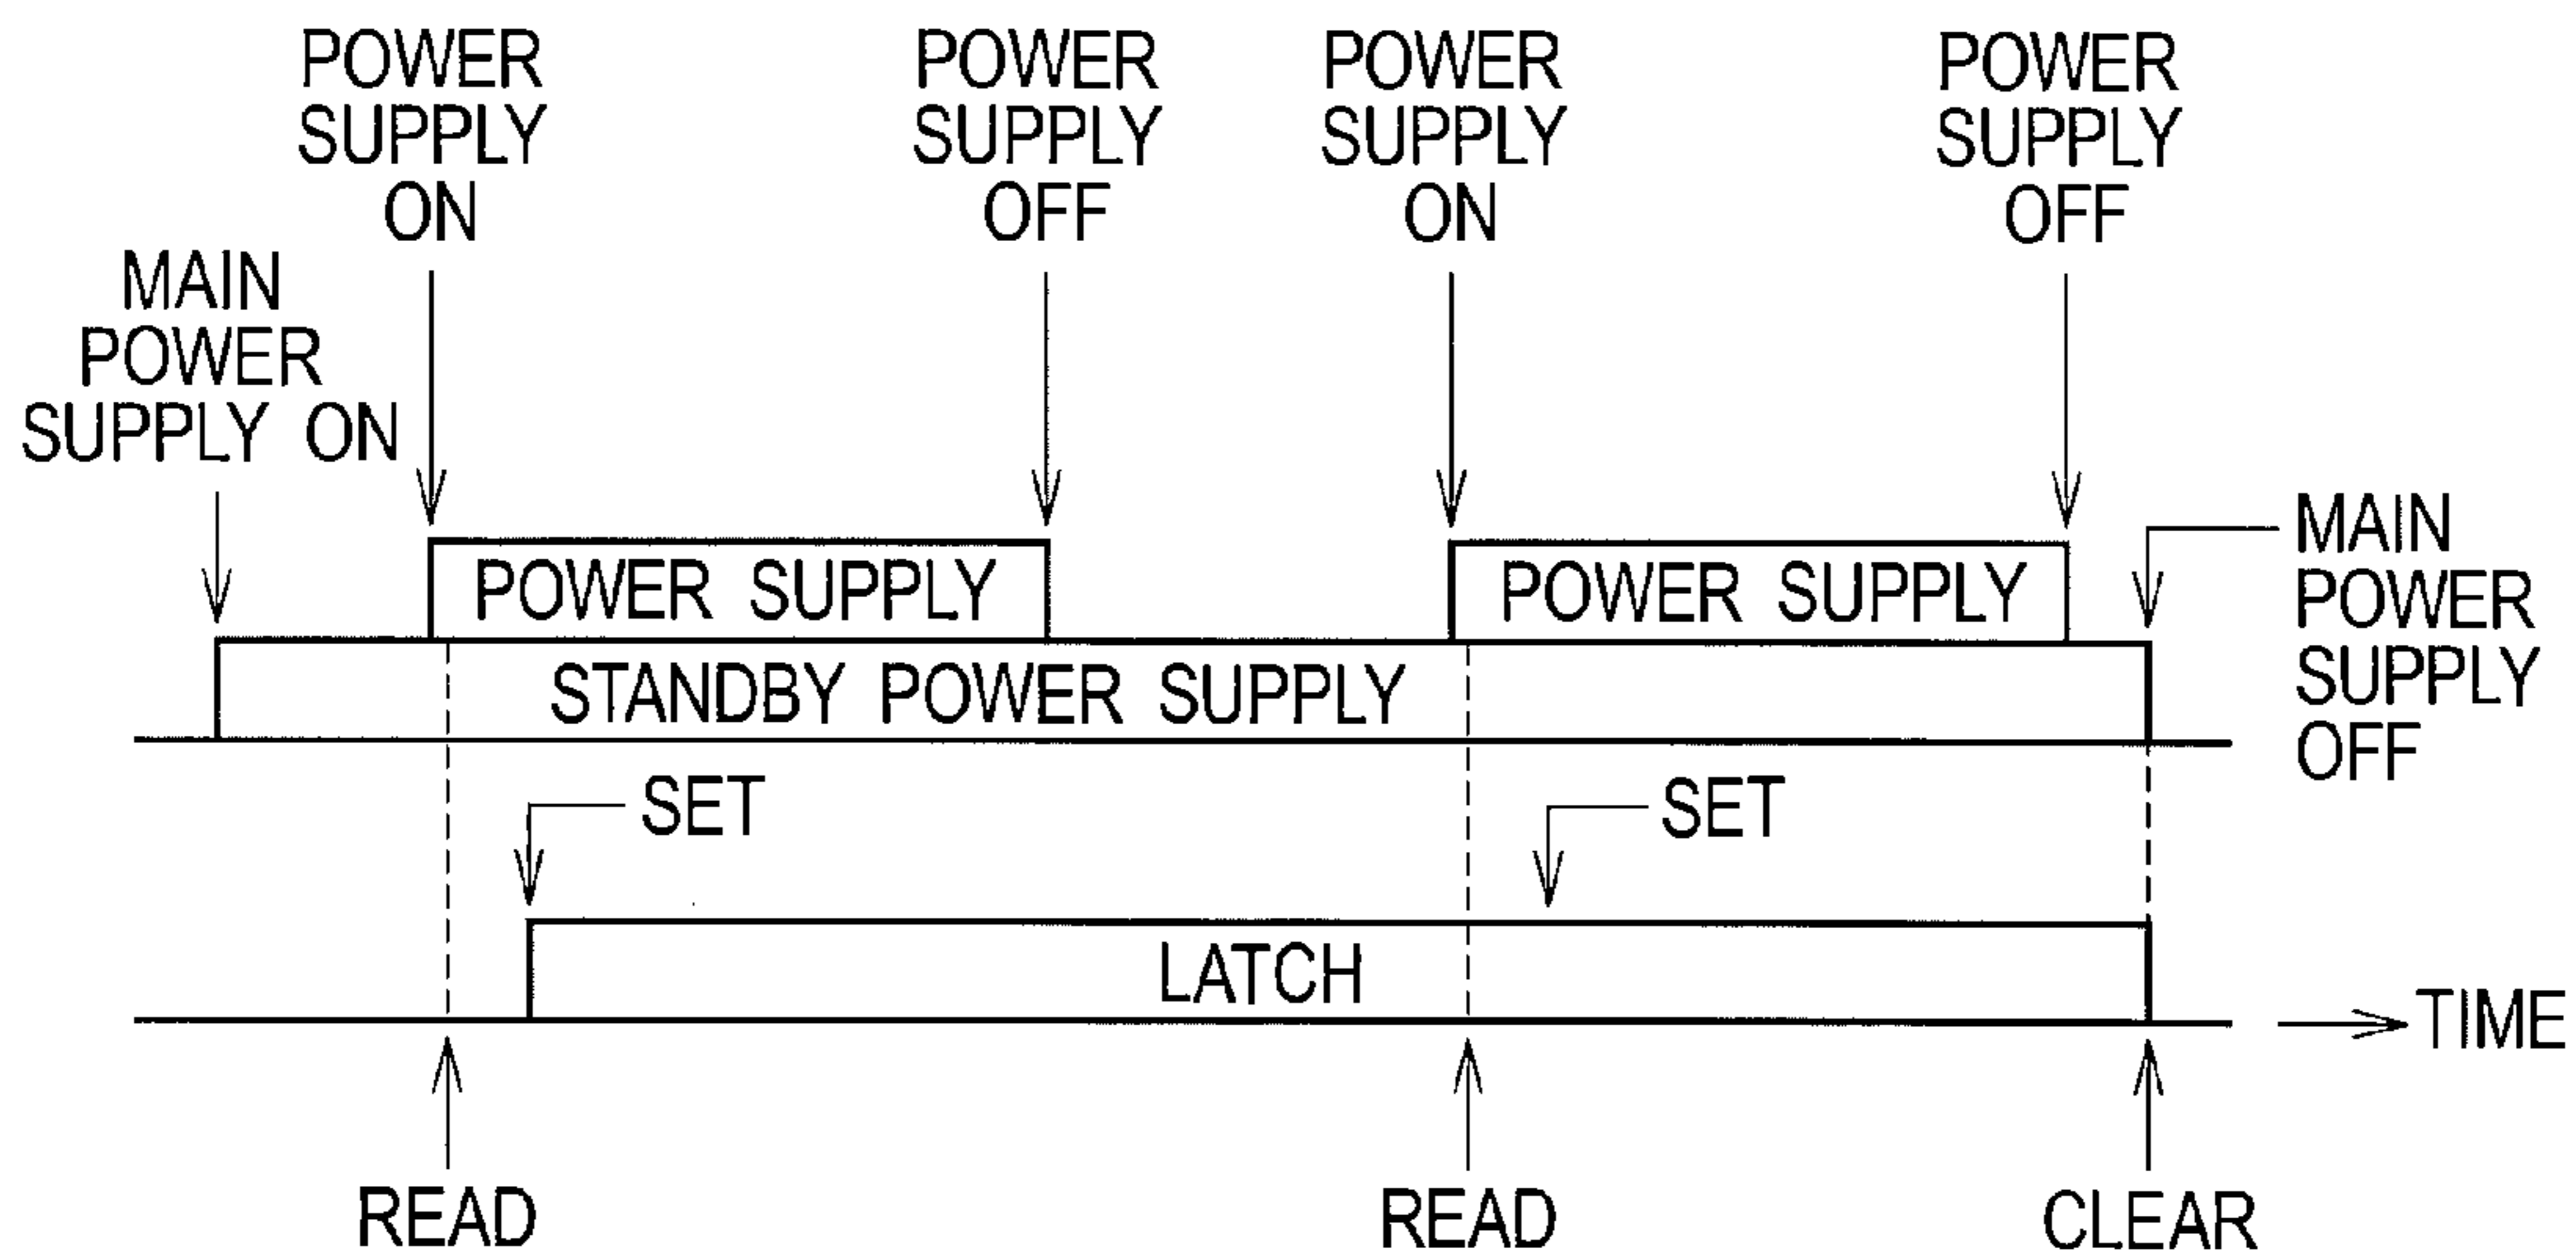 POWER
SUPPLY
ON
POWER
SUPPLY
OFF
POWER
SUPPLY
ON
POWER
SUPPLY
OFF
MAIN
POWER
SUPPLY ON
MAIN
POWER
SUPPLY
OFF
POWER SUPPLY
POWER SUPPLY
STANDBY POWER SUPPLY
SET
SET
LATCH
TIME
READ
READ
CLEAR